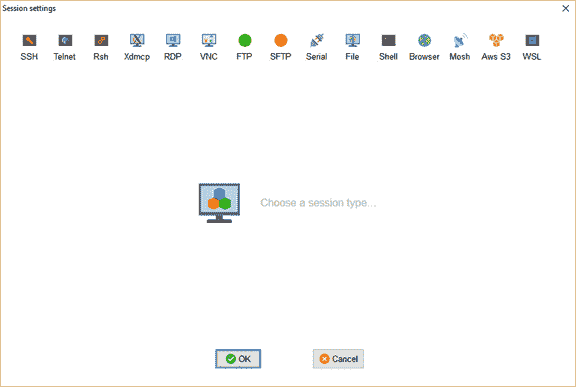 Session settings
SSH Telnet Rsh Xdmcp RDP VNC FTP SFTP Serial File Shell Browser Mosh Aws S3 WSL
Choose a session type...
OK Cancel